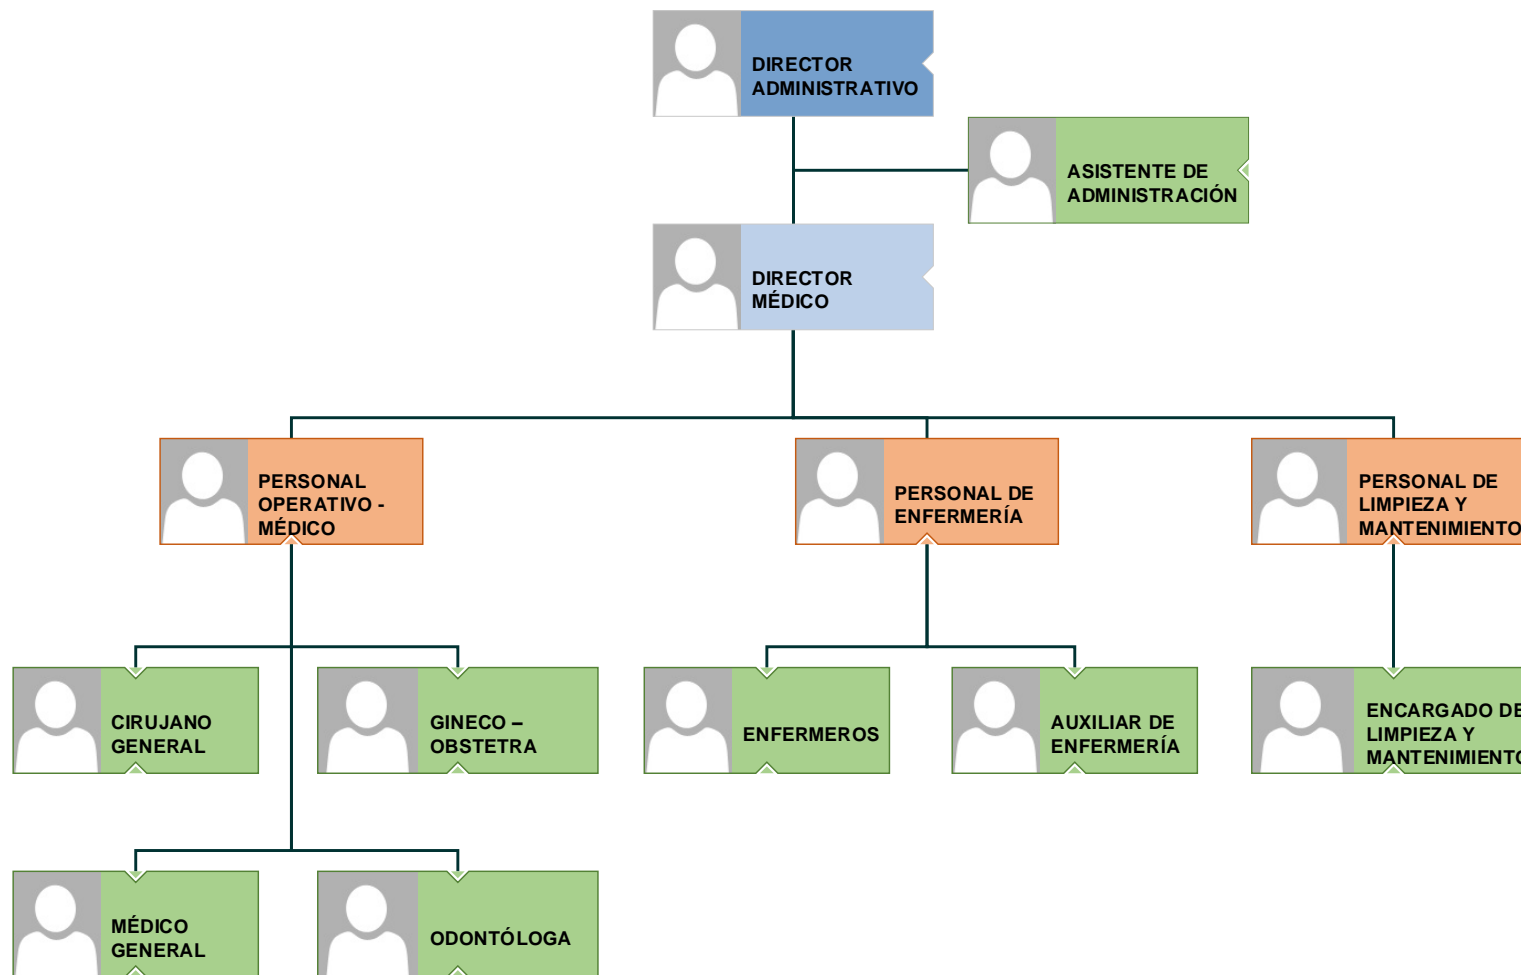 DIRECTOR
ADMINISTRATIVO
ASISTENTE DE
ADMINISTRACIÓN
DIRECTOR
MÉDICO
PERSONAL
OPERATIVO -
MÉDICO
PERSONAL DE
ENFERMERÍA
PERSONAL DE
LIMPIEZA Y
MANTENIMIENTO
CIRUJANO
GENERAL
GINECO –
OBSTETRA
ENFERMEROS
AUXILIAR DE
ENFERMERÍA
ENCARGADO DE
LIMPIEZA Y
MANTENIMIENTO
MÉDICO
GENERAL
ODONTÓLOGA